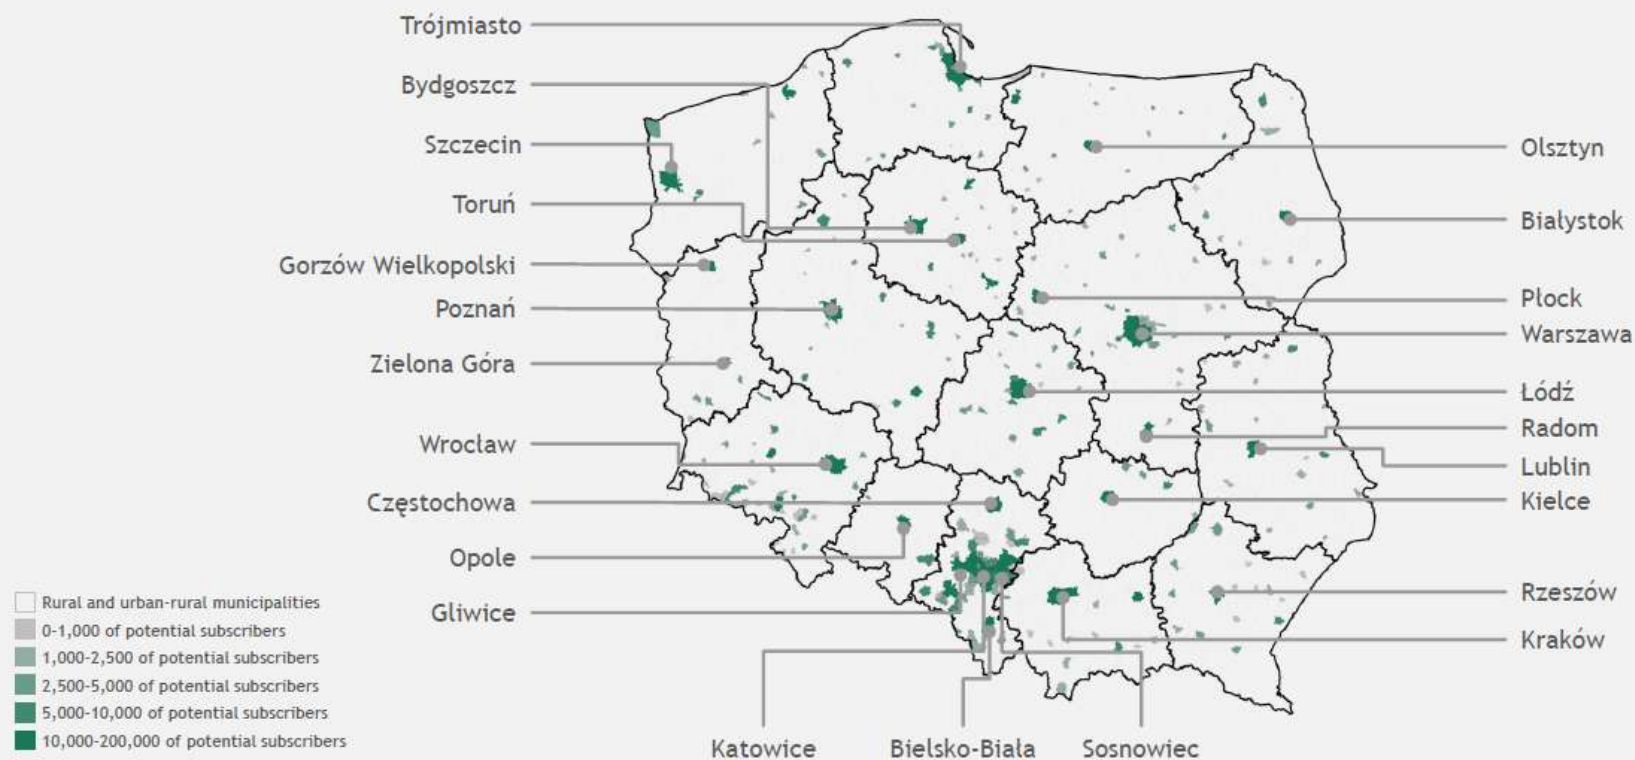 Trójmiasto
Bydgoszcz
Szczecin
Toruń
Gorzów Wielkopolski
Poznań
Zielona Góra
Wrocław
Częstochowa
Opole
Gliwice
Olsztyn
Białystok
Płock
Warszawa
Łódź
Radom
Lublin
Kielce
Rzeszów
Kraków
Katowice
Bielsko-Biała
Sosnowiec
Rural and urban-rural municipalities
0-1,000 of potential subscribers
1,000-2,500 of potential subscribers
2,500-5,000 of potential subscribers
5,000-10,000 of potential subscribers
10,000-200,000 of potential subscribers